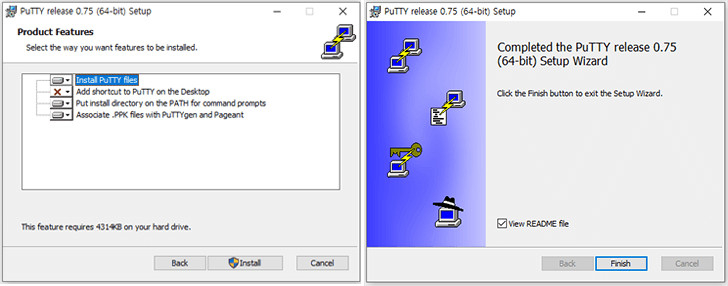 PuTTY release 0.75 (64-bit) Setup
Product Features
Select the way you want features to be installed.
Install PuTTY files
Add shortcut to PuTTY on the Desktop
Put install directory on the PATH for command prompts
Associate .PPK files with PuTTYgen and Pageant
This feature requires 4314KB on your hard drive.
Back
Install
Cancel
PuTTY release 0.75 (64-bit) Setup
Completed the PuTTY release 0.75
(64-bit) Setup Wizard
Click the Finish button to exit the Setup Wizard.
View README file
Back
Finish
Cancel